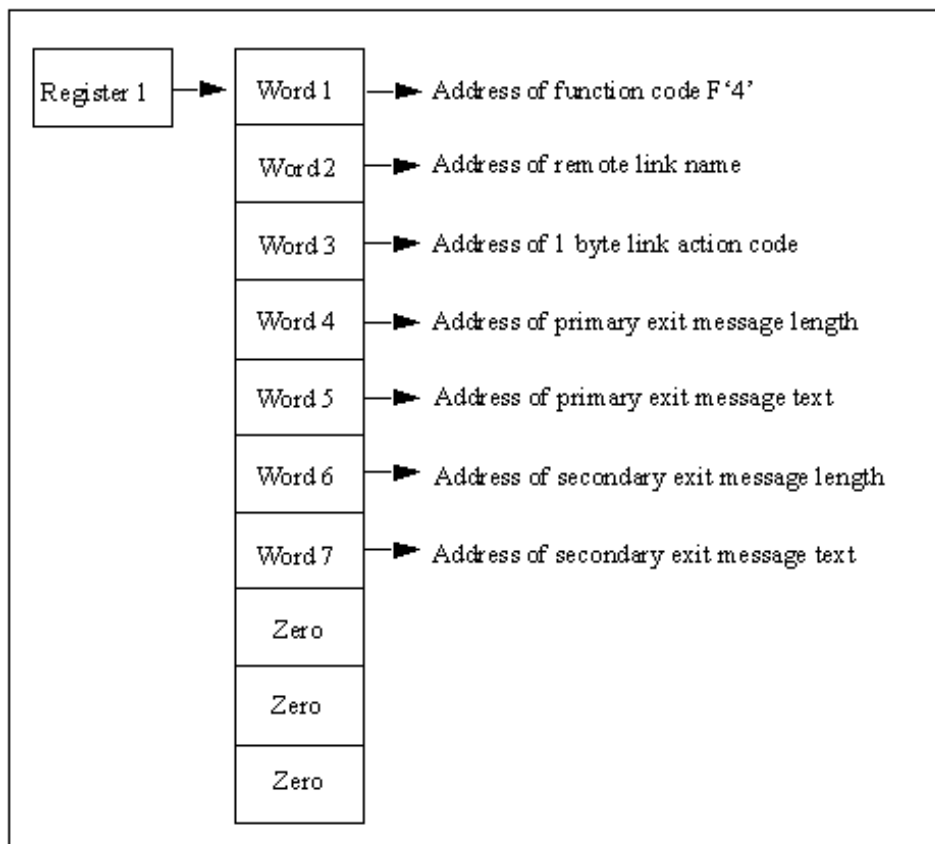 Register 1
Word 1
Address of function code F ‘4’
Word 2
Address of remote link name
Word 3
Address of 1 byte link action code
Word 4
Address of primary exit message length
Word 5
Address of primary exit message text
Word 6
Address of secondary exit message length
Word 7
Address of secondary exit message text
Zero
Zero
Zero